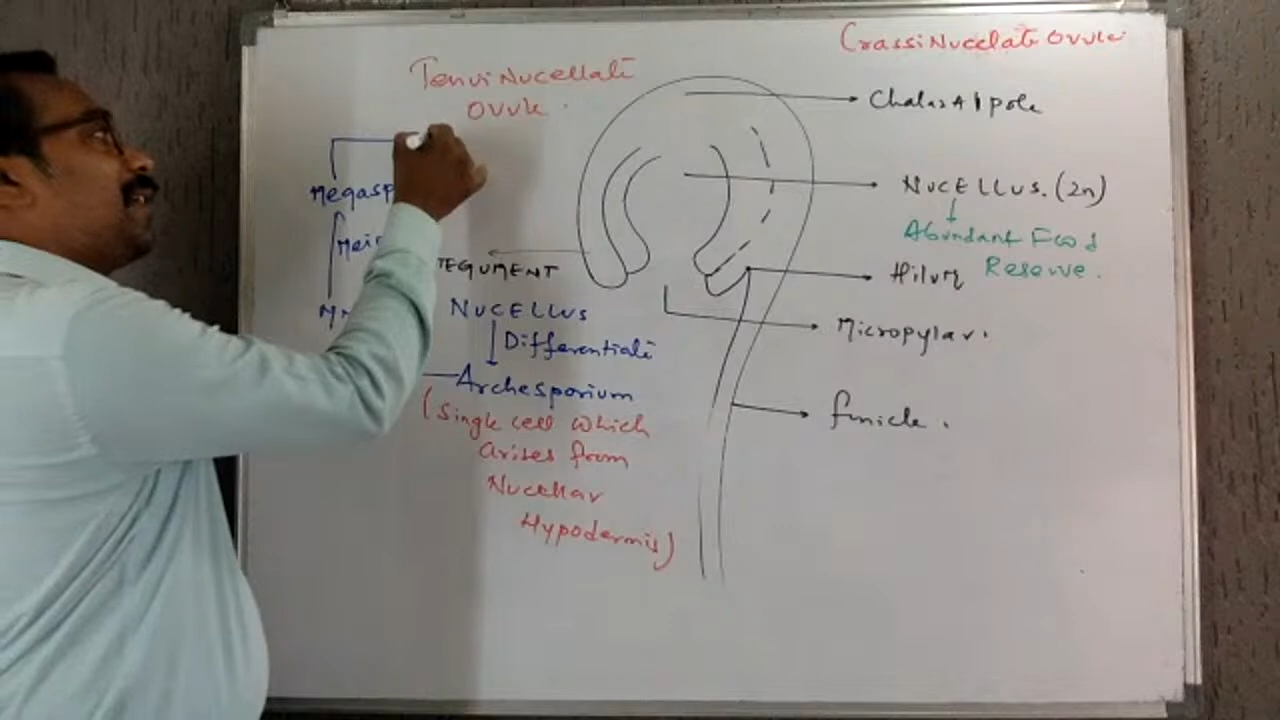 CrassiNucelate ovule
TenuiNucellate
ovule.
Chalazal pole
NUCELLUS. (2n)
Abundant Food
Reserve.
Hilum
Micropylar.
funicle.
TEGUMENT
NUCELLUS
Differentiate
Archesporium
(Single cell which
arises from
Nucellar
Hypodermis)